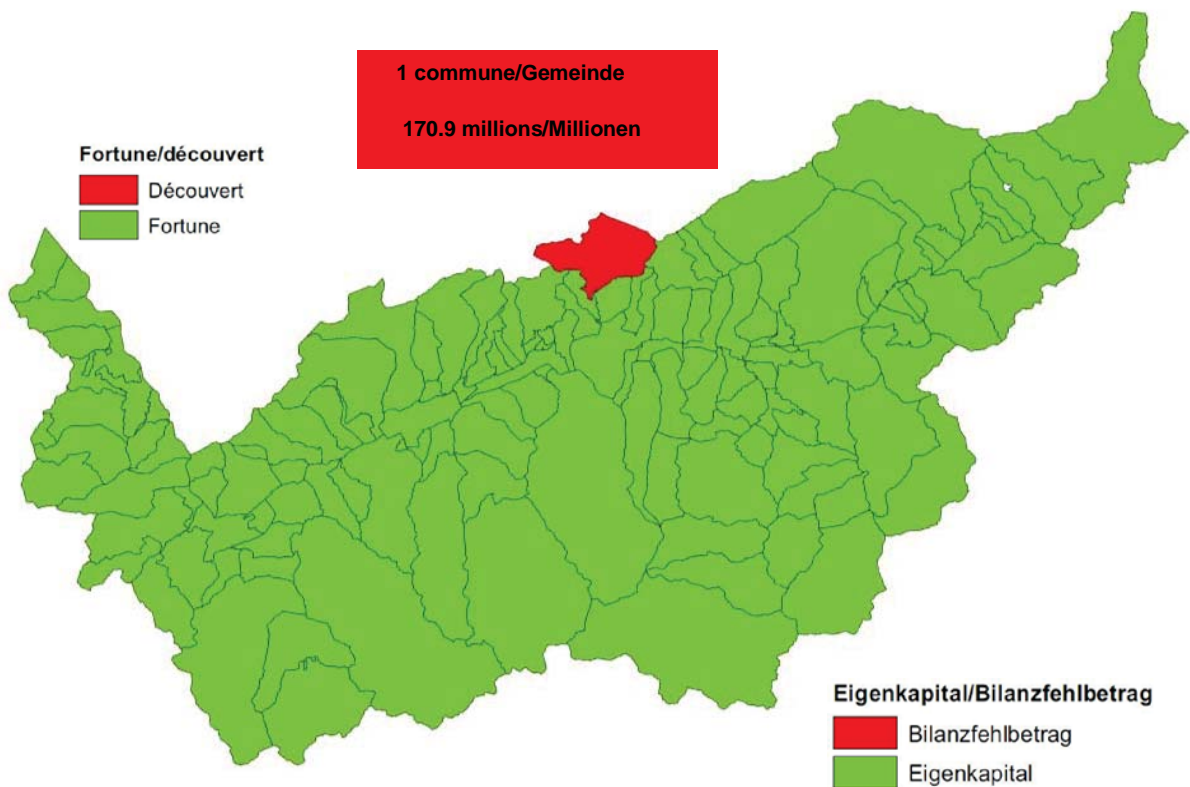 1 commune/Gemeinde
170.9 millions/Millionen
Fortune/découvert
Découvert
Fortune
Eigenkapital/Bilanzfehlbetrag
Bilanzfehlbetrag
Eigenkapital